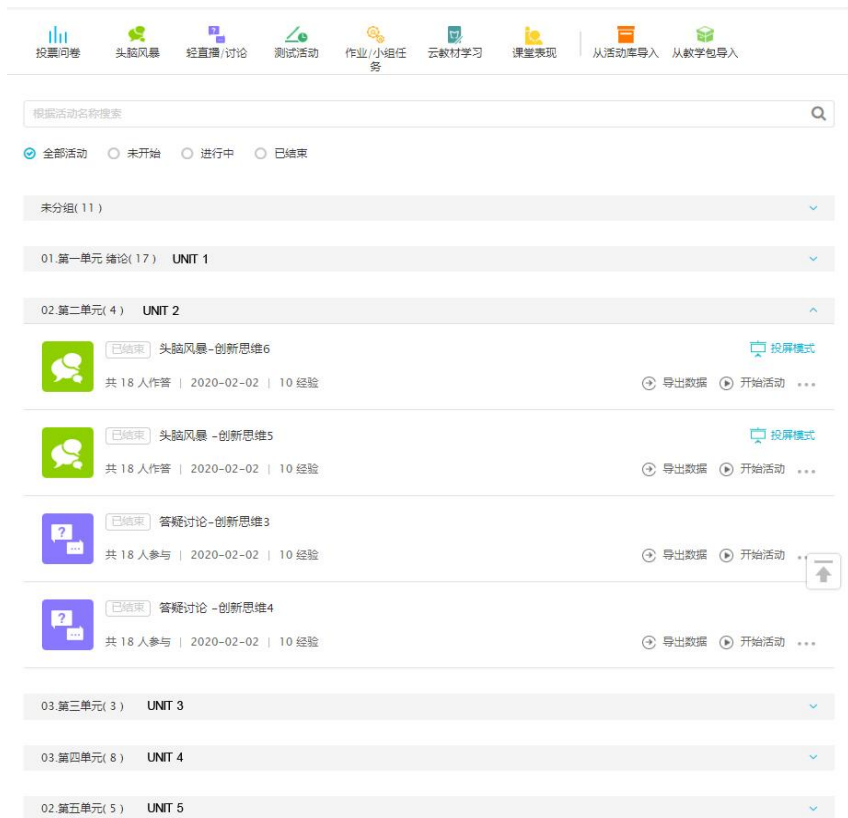 投票问卷 头脑风暴 轻直播/讨论 测试活动 作业/小组任务 云教材学习 课堂表现 从活动库导入 从教学包导入
根据活动名称搜索
全部活动 未开始 进行中 已结束
未分组( 11 )
01.第一单元 绪论( 17 ) UNIT 1
02.第二单元( 4 ) UNIT 2
已结束 头脑风暴-创新思维6 投屏模式
共 18 人作答 | 2020-02-02 | 10 经验 导出数据 开始活动 ...
已结束 头脑风暴 -创新思维5 投屏模式
共 18 人作答 | 2020-02-02 | 10 经验 导出数据 开始活动 ...
已结束 答疑讨论-创新思维3
共 18 人参与 | 2020-02-02 | 10 经验 导出数据 开始活动 ...
已结束 答疑讨论 -创新思维4
共 18 人参与 | 2020-02-02 | 10 经验 导出数据 开始活动 ...
03.第三单元( 3 ) UNIT 3
03.第四单元( 8 ) UNIT 4
02.第五单元( 5 ) UNIT 5